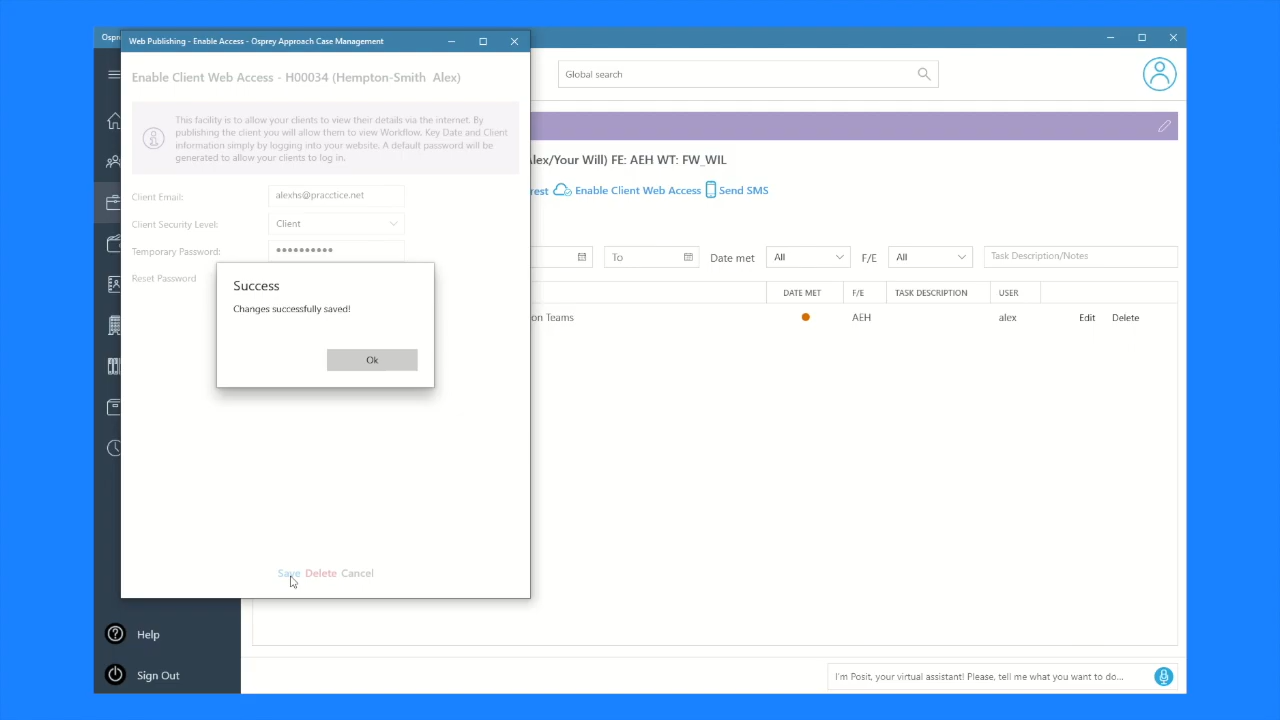 Ospre
Web Publishing - Enable Access - Osprey Approach Case Management
Enable Client Web Access - H00034 (Hempton-Smith Alex)
Global search
This facility is to allow your clients to view their details via the internet. By
publishing the client you will allow them to view Workflow. Key Date and Client
information simply by logging into your website. A default password will be
generated to allow your clients to log in.
lex/Your Will) FE: AEH WT: FW_WIL
rest Enable Client Web Access Send SMS
Client Email: alexhs@pracctice.net
Client Security Level: Client
Temporary Password: ••••••••••
Reset Password
To Date met All F/E All Task Description/Notes
Success
Changes successfully saved!
Ok
DATE MET F/E TASK DESCRIPTION USER
on Teams AEH alex Edit Delete
Save Delete Cancel
Help
Sign Out
I'm Posit, your virtual assistant! Please, tell me what you want to do...